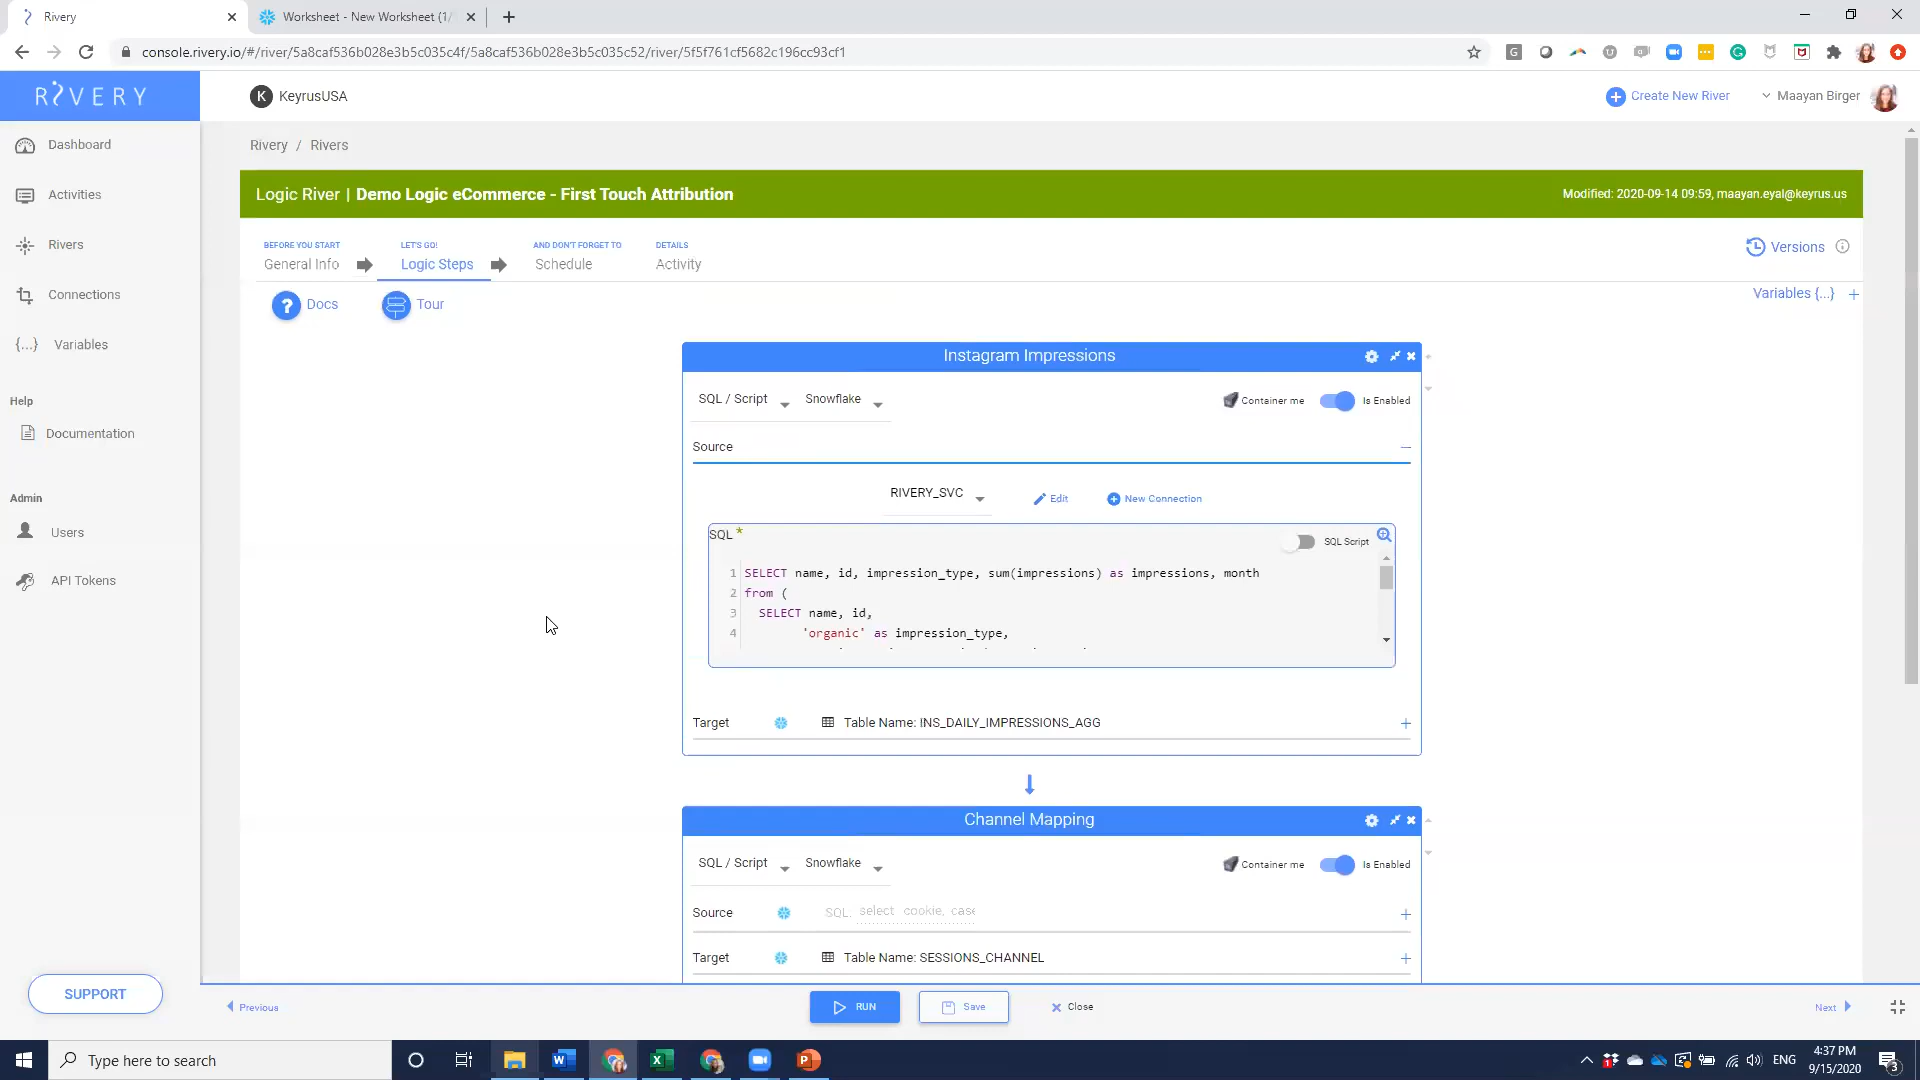 Rivery
Worksheet - New Worksheet (1/
console.rivery.io/#/river/5a8caf536b028e3b5c035c4f/5a8caf536b028e3b5c035c52/river/5f5f761cf5682c196cc93cf1
RIVERY
K KeyrusUSA
Create New River
Maayan Birger
Dashboard
Activities
Rivers
Connections
{...} Variables
Help
Documentation
Admin
Users
API Tokens
SUPPORT
Rivery / Rivers
Logic River | Demo Logic eCommerce - First Touch Attribution
Modified: 2020-09-14 09:59, maayan.eyal@keyrus.us
BEFORE YOU START
General Info
LET'S GO!
Logic Steps
AND DON'T FORGET TO
Schedule
DETAILS
Activity
Versions
? Docs
Tour
Variables {...} +
Instagram Impressions
SQL / Script
Snowflake
Container me
Is Enabled
Source
RIVERY_SVC
Edit
New Connection
SQL *
SQL Script
1 SELECT name, id, impression_type, sum(impressions) as impressions, month
2 from (
3 SELECT name, id,
4 'organic' as impression_type,
Target
Table Name: INS_DAILY_IMPRESSIONS_AGG
Channel Mapping
SQL / Script
Snowflake
Container me
Is Enabled
Source
SQL: select cookie, case
Target
Table Name: SESSIONS_CHANNEL
Previous
RUN
Save
Close
Next
Type here to search
ENG
4:37 PM
9/15/2020
3